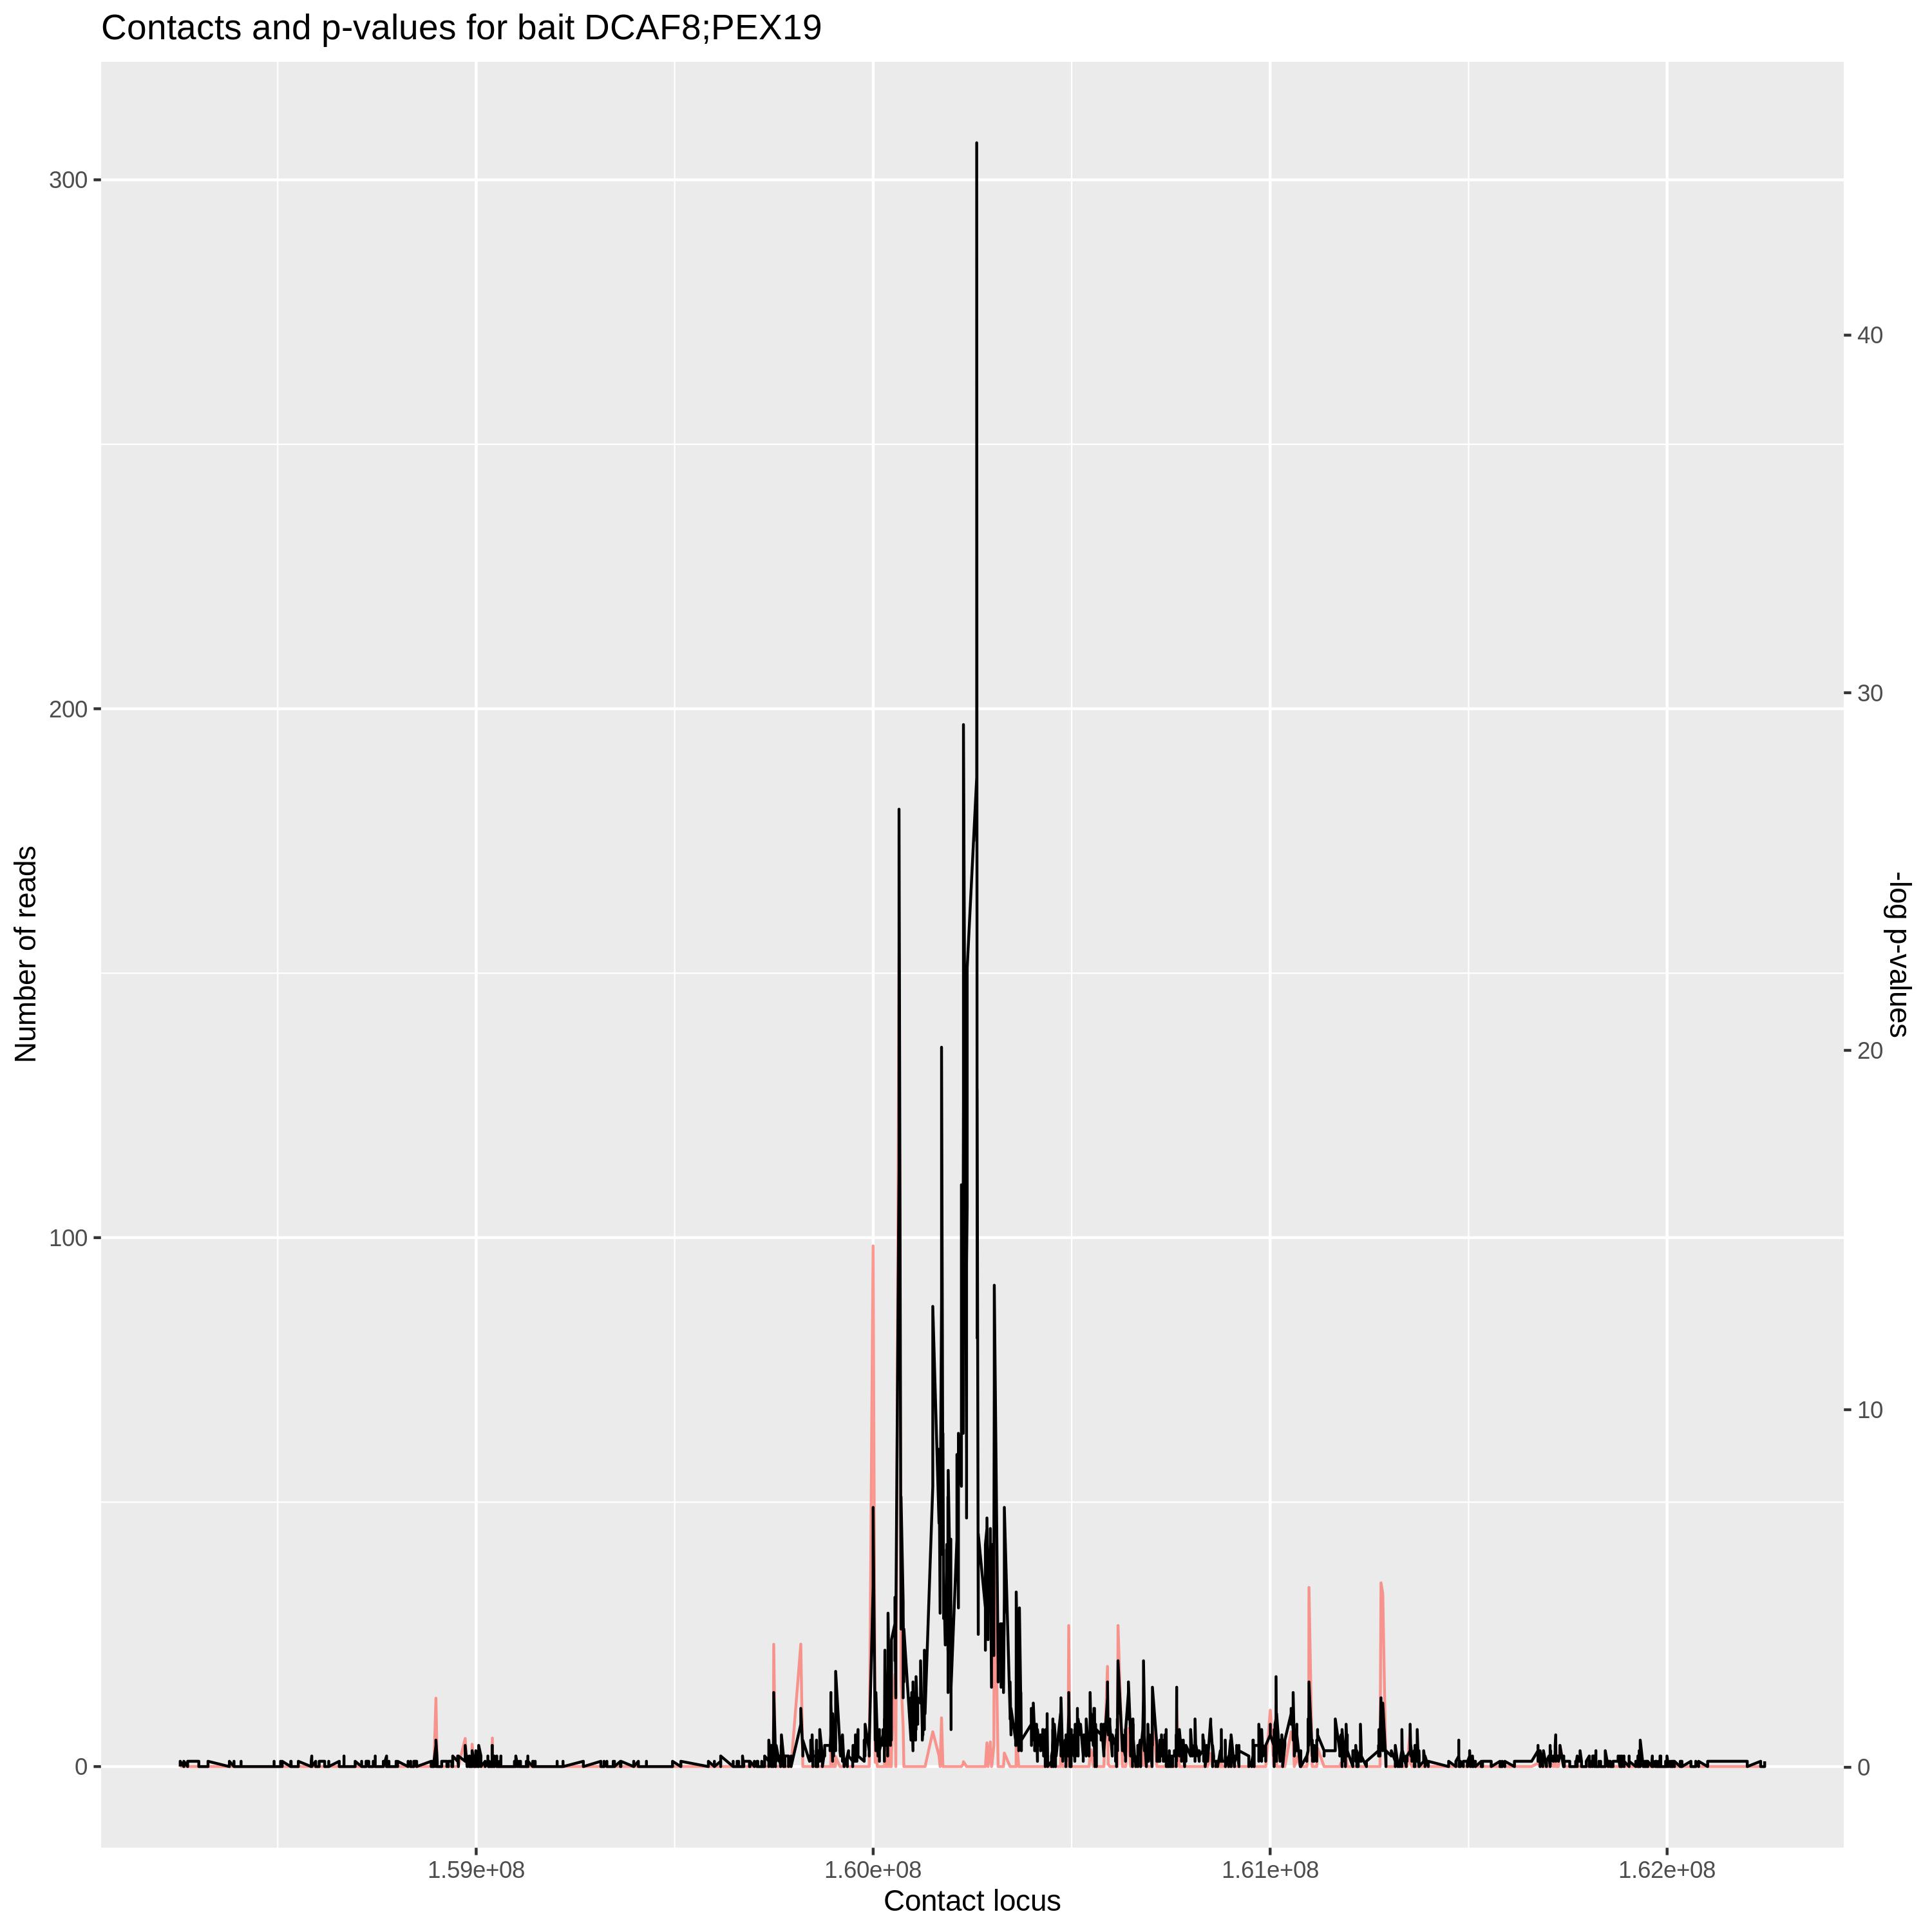 Contacts and p-values for bait DCAF8;PEX19
300
200
100
0
Number of reads
40
30
20
10
0
-log p-values
1.59e+08
1.60e+08
1.61e+08
1.62e+08
Contact locus